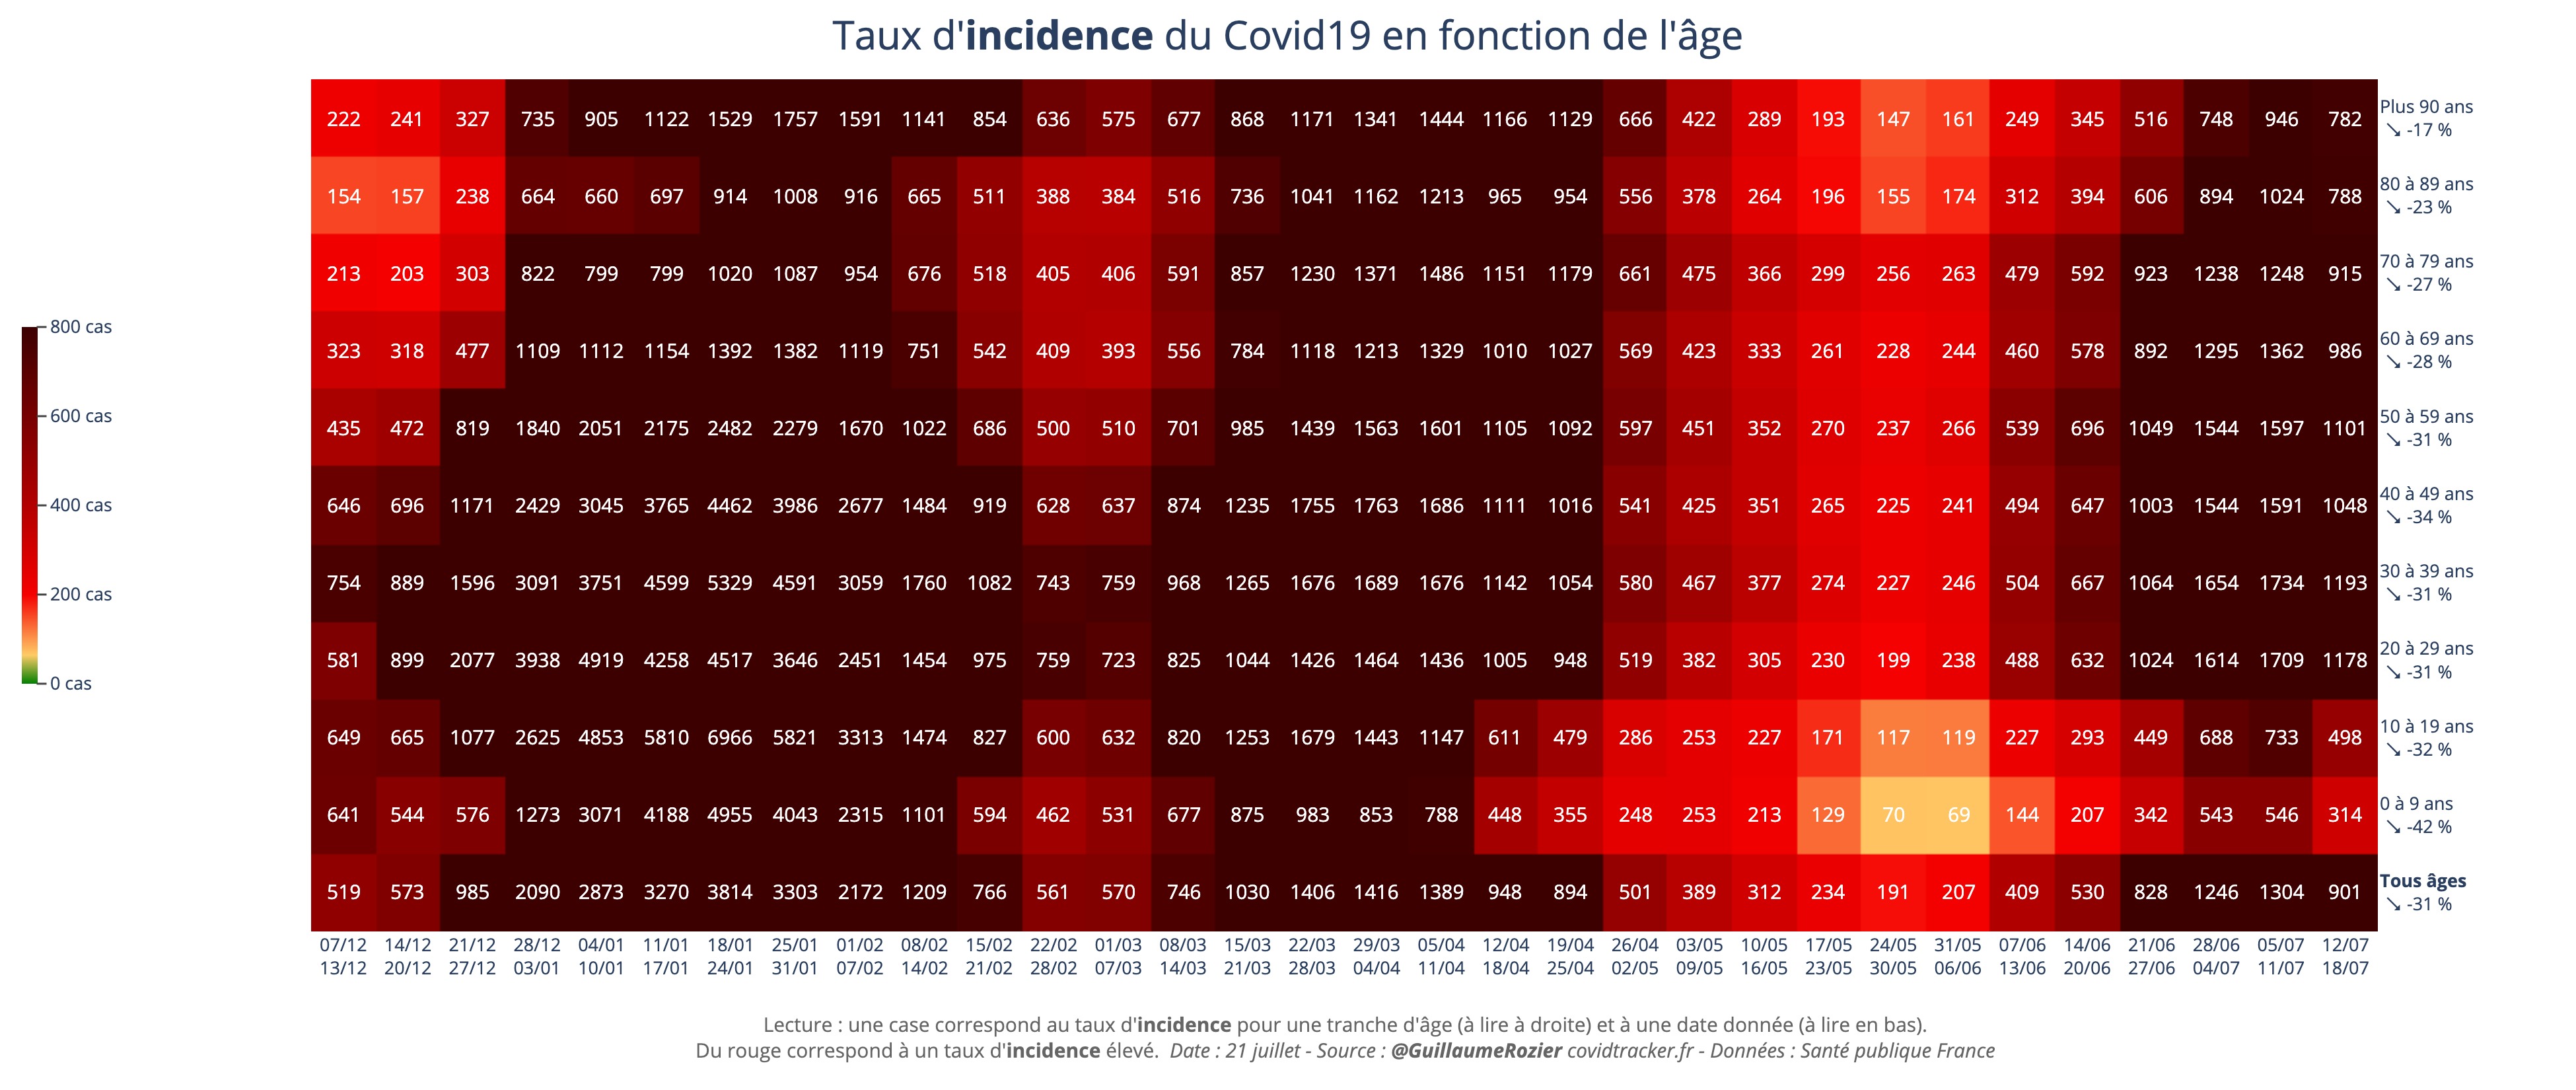 Taux d'incidence du Covid19 en fonction de l'âge
800 cas
600 cas
400 cas
200 cas
0 cas
222 241 327 735 905 1122 1529 1757 1591 1141 854 636 575 677 868 1171 1341 1444 1166 1129 666 422 289 193 147 161 249 345 516 748 946 782
Plus 90 ans
↘ -17 %
154 157 238 664 660 697 914 1008 916 665 511 388 384 516 736 1041 1162 1213 965 954 556 378 264 196 155 174 312 394 606 894 1024 788
80 à 89 ans
↘ -23 %
213 203 303 822 799 799 1020 1087 954 676 518 405 406 591 857 1230 1371 1486 1151 1179 661 475 366 299 256 263 479 592 923 1238 1248 915
70 à 79 ans
↘ -27 %
323 318 477 1109 1112 1154 1392 1382 1119 751 542 409 393 556 784 1118 1213 1329 1010 1027 569 423 333 261 228 244 460 578 892 1295 1362 986
60 à 69 ans
↘ -28 %
435 472 819 1840 2051 2175 2482 2279 1670 1022 686 500 510 701 985 1439 1563 1601 1105 1092 597 451 352 270 237 266 539 696 1049 1544 1597 1101
50 à 59 ans
↘ -31 %
646 696 1171 2429 3045 3765 4462 3986 2677 1484 919 628 637 874 1235 1755 1763 1686 1111 1016 541 425 351 265 225 241 494 647 1003 1544 1591 1048
40 à 49 ans
↘ -34 %
754 889 1596 3091 3751 4599 5329 4591 3059 1760 1082 743 759 968 1265 1676 1689 1676 1142 1054 580 467 377 274 227 246 504 667 1064 1654 1734 1193
30 à 39 ans
↘ -31 %
581 899 2077 3938 4919 4258 4517 3646 2451 1454 975 759 723 825 1044 1426 1464 1436 1005 948 519 382 305 230 199 238 488 632 1024 1614 1709 1178
20 à 29 ans
↘ -31 %
649 665 1077 2625 4853 5810 6966 5821 3313 1474 827 600 632 820 1253 1679 1443 1147 611 479 286 253 227 171 117 119 227 293 449 688 733 498
10 à 19 ans
↘ -32 %
641 544 576 1273 3071 4188 4955 4043 2315 1101 594 462 531 677 875 983 853 788 448 355 248 253 213 129 70 69 144 207 342 543 546 314
0 à 9 ans
↘ -42 %
519 573 985 2090 2873 3270 3814 3303 2172 1209 766 561 570 746 1030 1406 1416 1389 948 894 501 389 312 234 191 207 409 530 828 1246 1304 901
Tous âges
↘ -31 %
07/12 14/12 21/12 28/12 04/01 11/01 18/01 25/01 01/02 08/02 15/02 22/02 01/03 08/03 15/03 22/03 29/03 05/04 12/04 19/04 26/04 03/05 10/05 17/05 24/05 31/05 07/06 14/06 21/06 28/06 05/07 12/07
13/12 20/12 27/12 03/01 10/01 17/01 24/01 31/01 07/02 14/02 21/02 28/02 07/03 14/03 21/03 28/03 04/04 11/04 18/04 25/04 02/05 09/05 16/05 23/05 30/05 06/06 13/06 20/06 27/06 04/07 11/07 18/07
Lecture : une case correspond au taux d'incidence pour une tranche d'âge (à lire à droite) et à une date donnée (à lire en bas).
Du rouge correspond à un taux d'incidence élevé. Date : 21 juillet - Source : @GuillaumeRozier covidtracker.fr - Données : Santé publique France